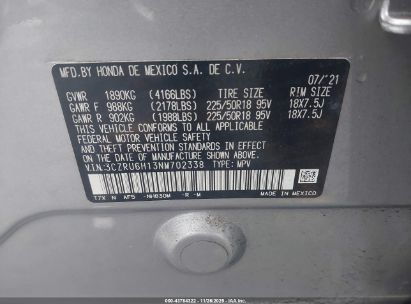 MFD. BY HONDA DE MEXICO S.A. DE C.V.
07/'21
GVWR 1890KG (4166LBS) TIRE SIZE RIM SIZE
GAWR F 988KG (2178LBS) 225/50R18 95V 18X7.5J
GAWR R 902KG (1988LBS) 225/50R18 95V 18X7.5J
THIS VEHICLE CONFORMS TO ALL APPLICABLE
FEDERAL MOTOR VEHICLE SAFETY AND THEFT PREVENTION
STANDARDS IN EFFECT ON THE DATE OF MANUFACTURE SHOWN ABOVE.
V.I.N:3CZRU6H13NM702338 TYPE: MPV
T7X N AF5 -NH830M -R -M
MADE IN MEXICO